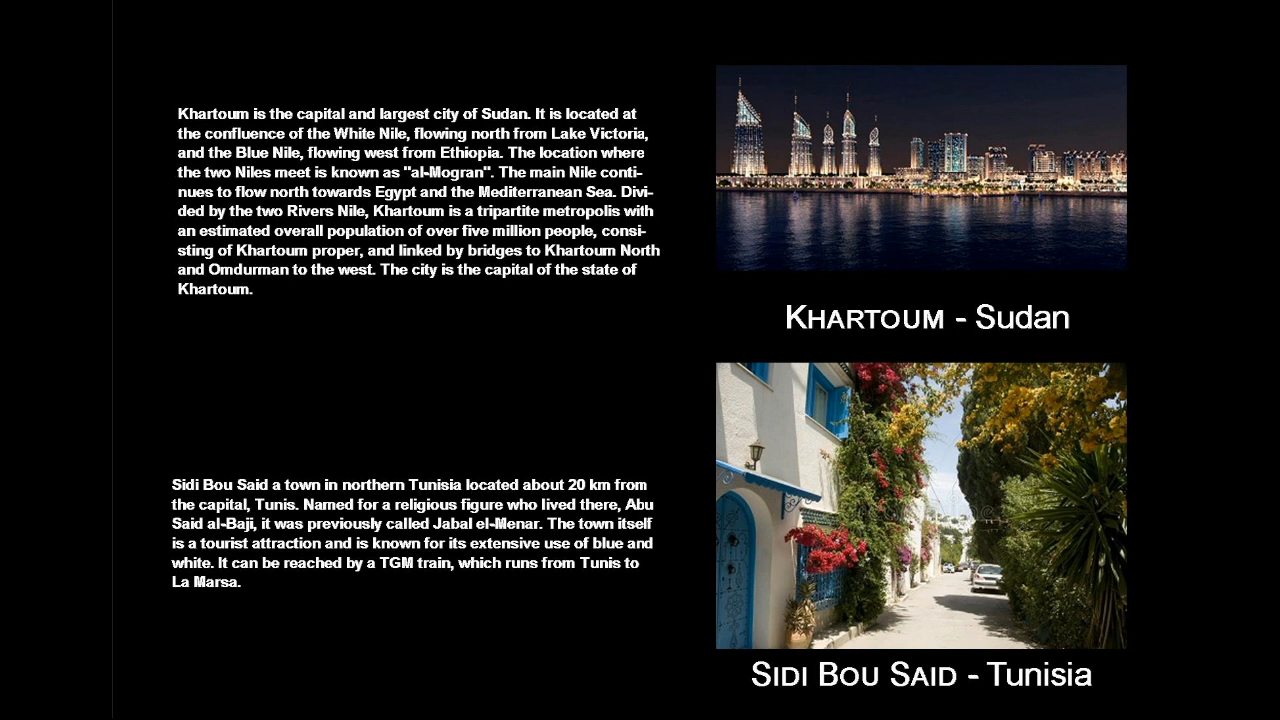 Khartoum is the capital and largest city of Sudan. It is located at
the confluence of the White Nile, flowing north from Lake Victoria,
and the Blue Nile, flowing west from Ethiopia. The location where
the two Niles meet is known as "al-Mogran". The main Nile conti-
nues to flow north towards Egypt and the Mediterranean Sea. Divi-
ded by the two Rivers Nile, Khartoum is a tripartite metropolis with
an estimated overall population of over five million people, consi-
sting of Khartoum proper, and linked by bridges to Khartoum North
and Omdurman to the west. The city is the capital of the state of
Khartoum.
KHARTOUM - Sudan
Sidi Bou Said a town in northern Tunisia located about 20 km from
the capital, Tunis. Named for a religious figure who lived there, Abu
Said al-Baji, it was previously called Jabal el-Menar. The town itself
is a tourist attraction and is known for its extensive use of blue and
white. It can be reached by a TGM train, which runs from Tunis to
La Marsa.
SIDI BOU SAID - Tunisia